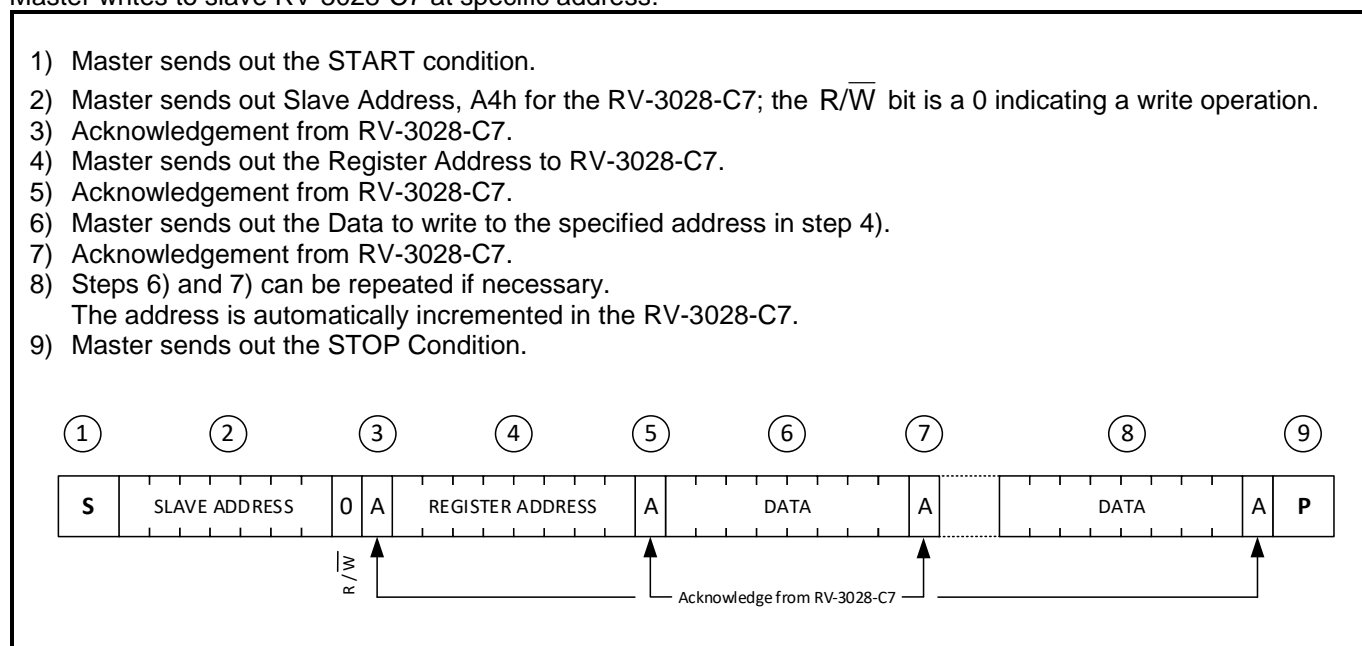 Master writes to slave RV-3028-C7 at specific address:
1) Master sends out the START condition.
2) Master sends out Slave Address, A4h for the RV-3028-C7; the R/W̅ bit is a 0 indicating a write operation.
3) Acknowledgement from RV-3028-C7.
4) Master sends out the Register Address to RV-3028-C7.
5) Acknowledgement from RV-3028-C7.
6) Master sends out the Data to write to the specified address in step 4).
7) Acknowledgement from RV-3028-C7.
8) Steps 6) and 7) can be repeated if necessary.
The address is automatically incremented in the RV-3028-C7.
9) Master sends out the STOP Condition.
1 2 3 4 5 6 7 8 9
S SLAVE ADDRESS 0 A REGISTER ADDRESS A DATA A DATA A P
R / W̅
Acknowledge from RV-3028-C7